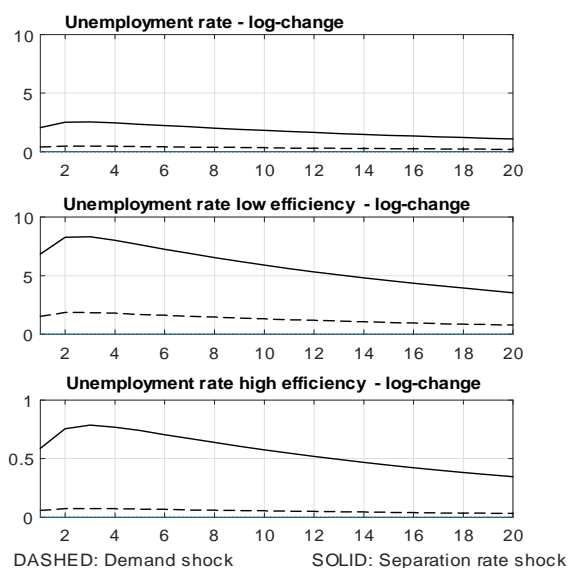 Unemployment rate - log-change
10
5
0
2 4 6 8 10 12 14 16 18 20
Unemployment rate low efficiency - log-change
10
5
0
2 4 6 8 10 12 14 16 18 20
Unemployment rate high efficiency - log-change
1
0.5
0
2 4 6 8 10 12 14 16 18 20
DASHED: Demand shock SOLID: Separation rate shock